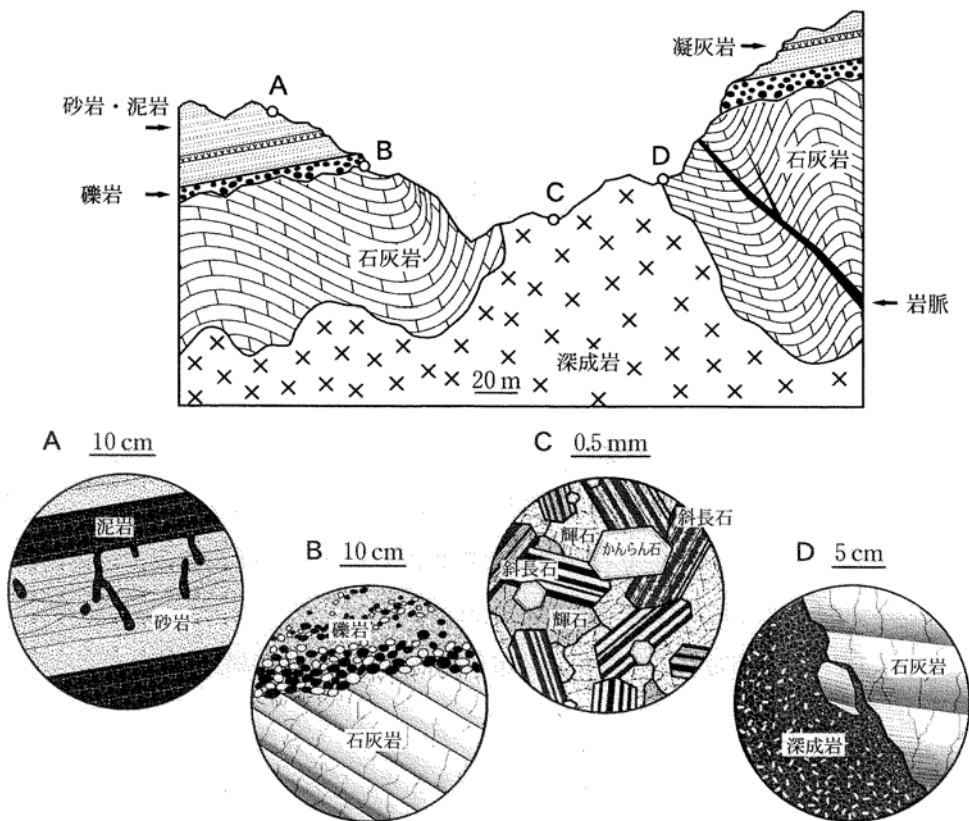 凝灰岩
A
砂岩・泥岩
B
D
石灰岩
礫岩
C
石灰岩
岩脈
深成岩
20 m
A 10 cm
泥岩
砂岩
B 10 cm
礫岩
石灰岩
C 0.5 mm
斜長石
輝石
かんらん石
斜長石
輝石
D 5 cm
石灰岩
深成岩